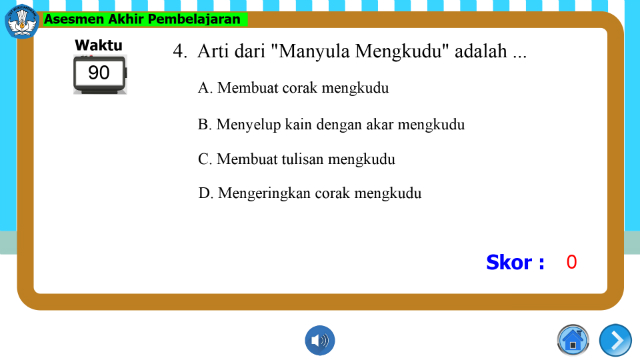 Asesmen Akhir Pembelajaran
Waktu
90
4. Arti dari "Manyula Mengkudu" adalah ...
A. Membuat corak mengkudu
B. Menyelup kain dengan akar mengkudu
C. Membuat tulisan mengkudu
D. Mengeringkan corak mengkudu
Skor : 0